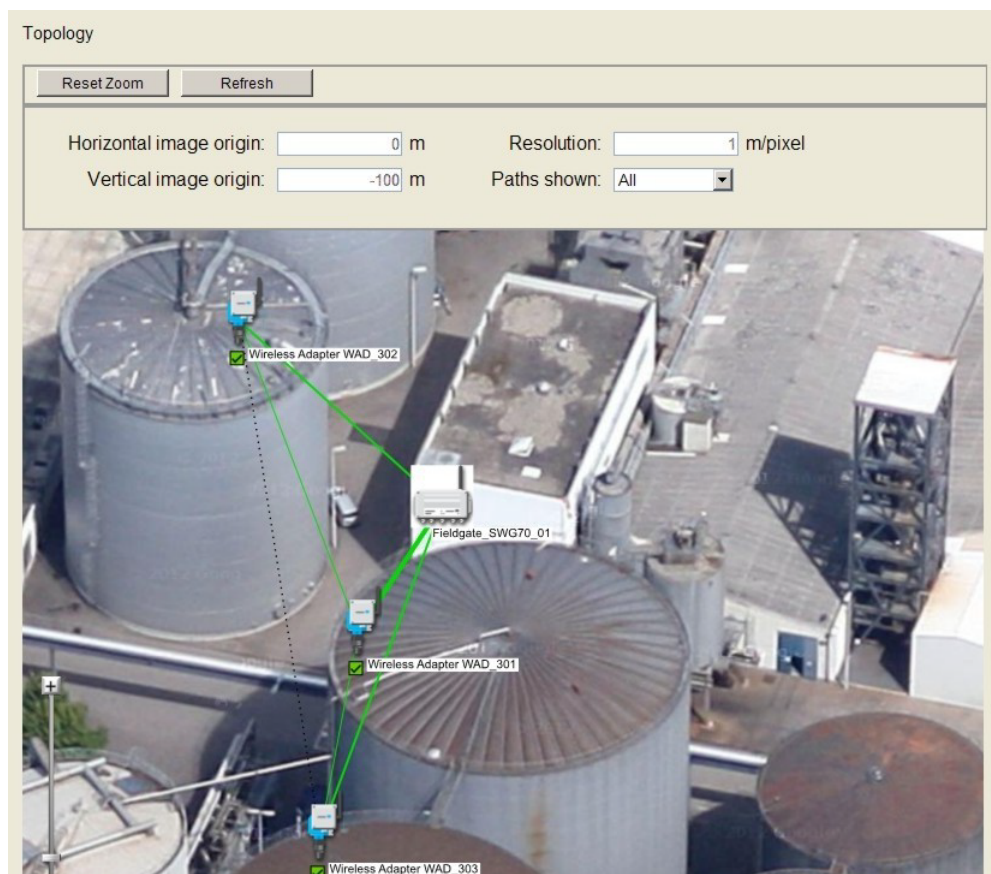 Topology
Reset Zoom Refresh
Horizontal image origin: 0 m Resolution: 1 m/pixel
Vertical image origin: -100 m Paths shown: All
Wireless Adapter WAD_302
Fieldgate_SWG70_01
Wireless Adapter WAD_301
+
Wireless Adapter WAD_303